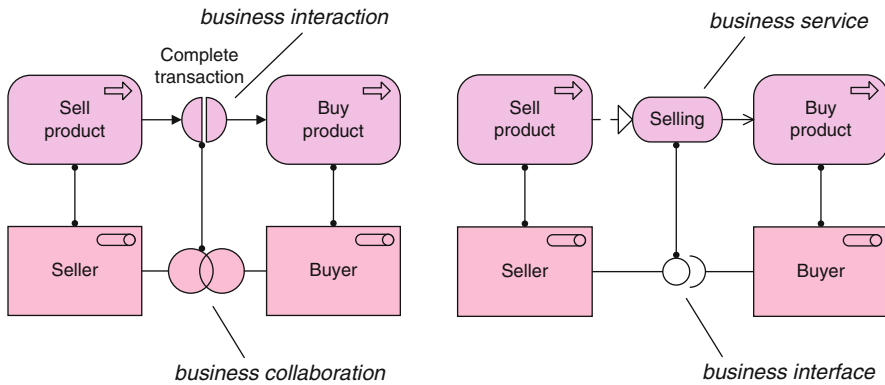 business interaction
Complete
transaction
Sell
product
Buy
product
Seller
Buyer
business collaboration
business service
Sell
product
Selling
Buy
product
Seller
Buyer
business interface